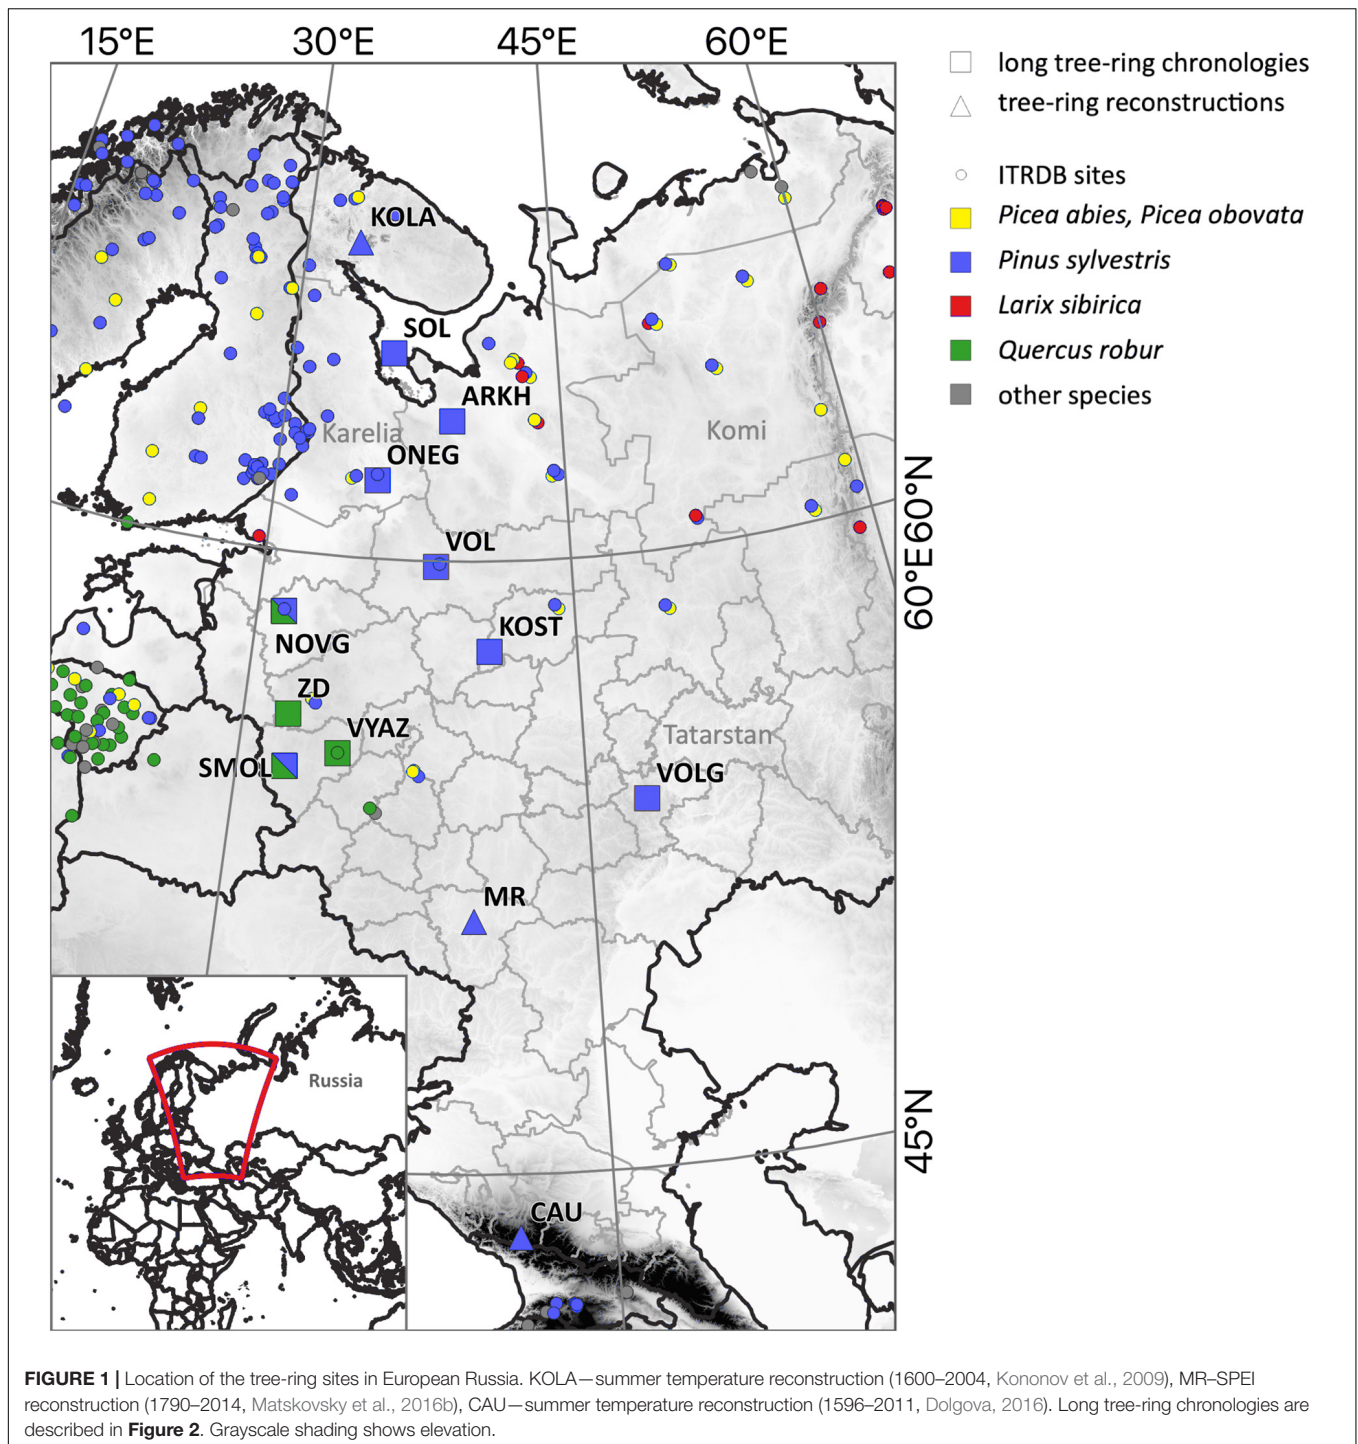 15°E 30°E 45°E 60°E
long tree-ring chronologies
tree-ring reconstructions
ITRDB sites
Picea abies, Picea obovata
Pinus sylvestris
Larix sibirica
Quercus robur
other species
KOLA
SOL
ARKH
Karelia
Komi
ONEG
60°N
VOL
60°E
KOST
NOVG
ZD
VYAZ
Tatarstan
SMOL
VOLG
MR
Russia
45°N
CAU
FIGURE 1 | Location of the tree-ring sites in European Russia. KOLA—summer temperature reconstruction (1600–2004, Kononov et al., 2009), MR–SPEI
reconstruction (1790–2014, Matskovsky et al., 2016b), CAU—summer temperature reconstruction (1596–2011, Dolgova, 2016). Long tree-ring chronologies are
described in Figure 2. Grayscale shading shows elevation.